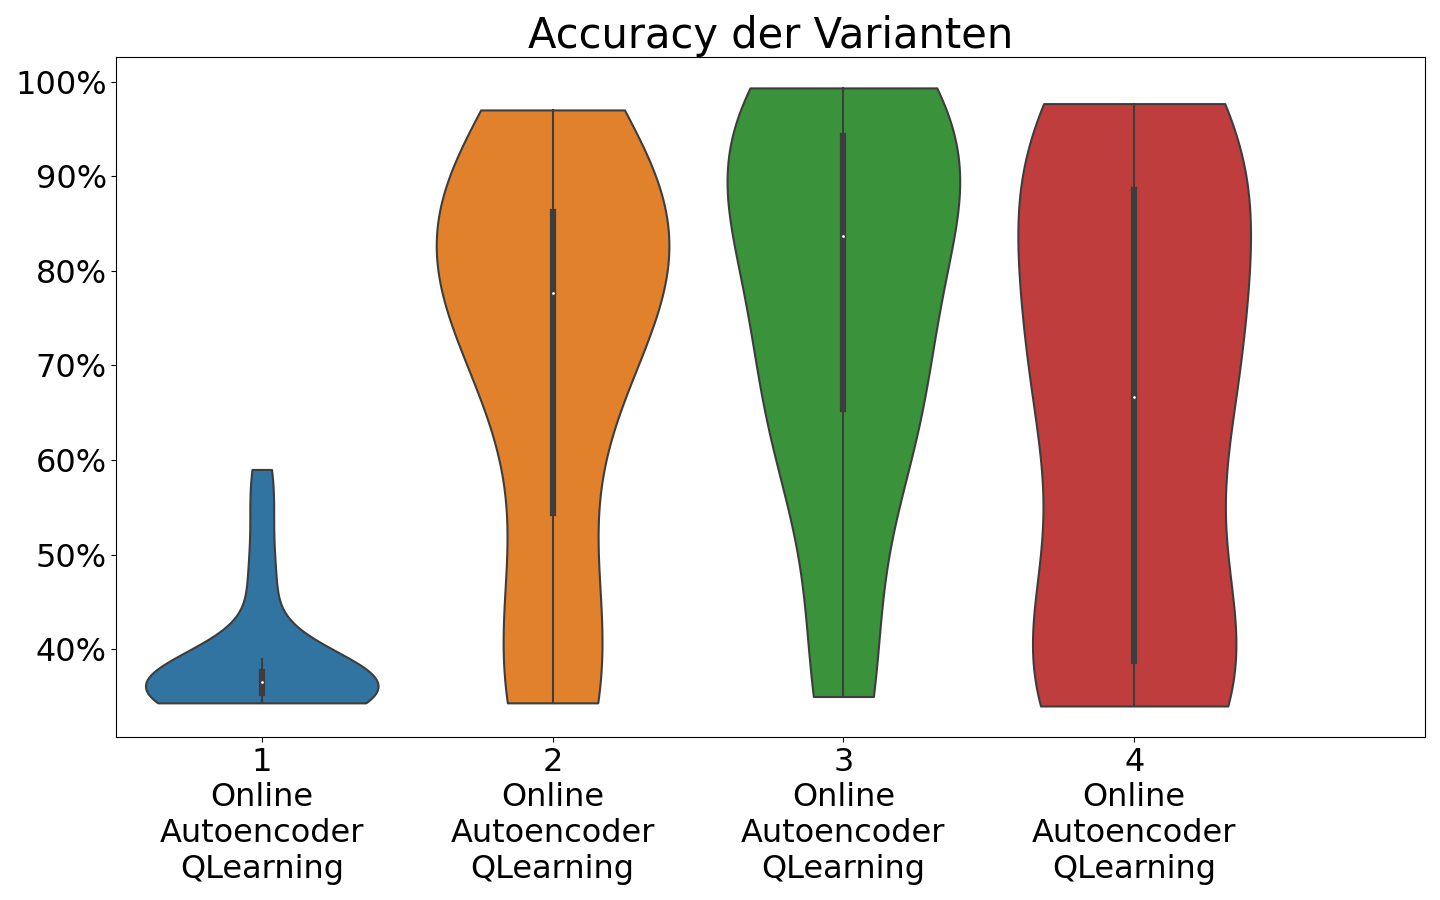 Accuracy der Varianten
100%
90%
80%
70%
60%
50%
40%
1
Online
Autoencoder
QLearning
2
Online
Autoencoder
QLearning
3
Online
Autoencoder
QLearning
4
Online
Autoencoder
QLearning